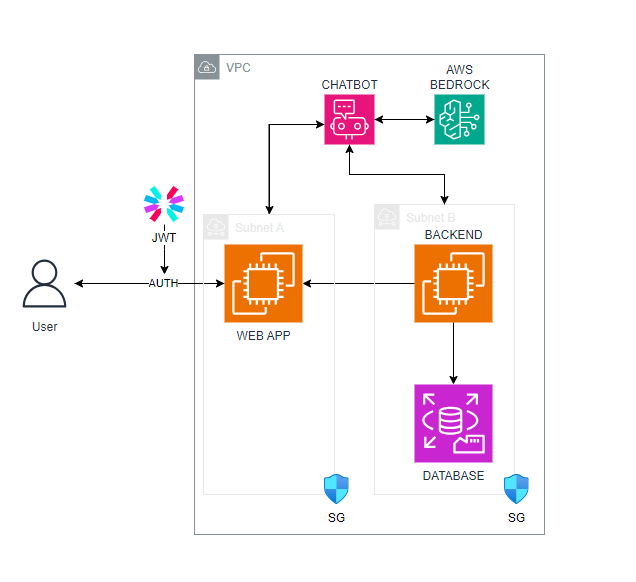 VPC
CHATBOT
AWS
BEDROCK
JWT
Subnet A
Subnet B
BACKEND
AUTH
User
WEB APP
DATABASE
SG
SG